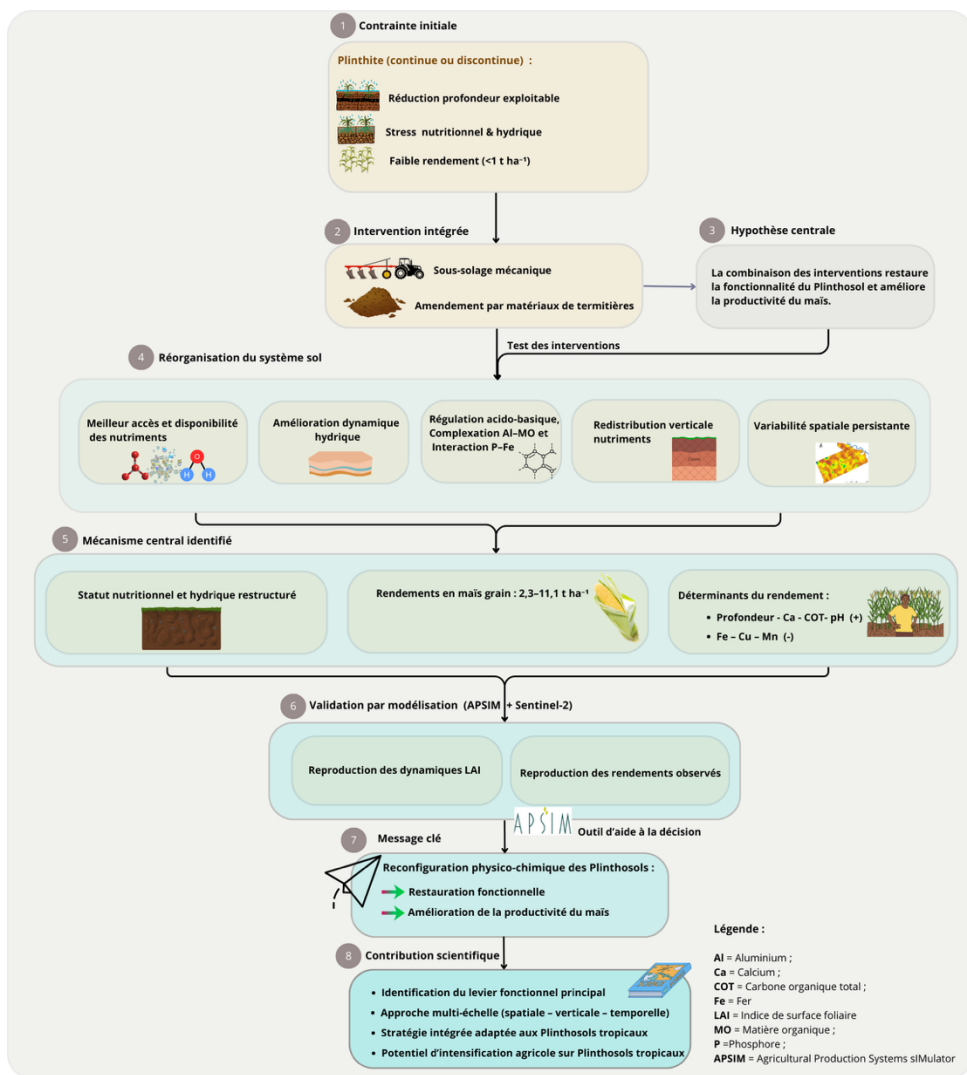 1 Contrainte initiale
Plinthite (continue ou discontinue) :
Réduction profondeur exploitable
Stress nutritionnel & hydrique
Faible rendement (<1 t ha⁻¹)
2 Intervention intégrée
Sous-solage mécanique
Amendement par matériaux de termitières
3 Hypothèse centrale
La combinaison des interventions restaure
la fonctionnalité du Plinthosol et améliore
la productivité du maïs.
Test des interventions
4 Réorganisation du système sol
Meilleur accès et disponibilité
des nutriments
O
H H
Amélioration dynamique
hydrique
Régulation acido-basique,
Complexation Al–MO et
Interaction P–Fe
Redistribution verticale
nutriments
Variabilité spatiale persistante
5 Mécanisme central identifié
Statut nutritionnel et hydrique restructuré
Rendements en maïs grain : 2,3–11,1 t ha⁻¹
Déterminants du rendement :
• Profondeur - Ca - COT- pH (+)
• Fe – Cu – Mn (-)
6 Validation par modélisation (APSIM + Sentinel-2)
Reproduction des dynamiques LAI
Reproduction des rendements observés
APSIM
Outil d'aide à la décision
7 Message clé
Reconfiguration physico-chimique des Plinthosols :
Restauration fonctionnelle
Amélioration de la productivité du maïs
8 Contribution scientifique
• Identification du levier fonctionnel principal
• Approche multi-échelle (spatiale – verticale – temporelle)
• Stratégie intégrée adaptée aux Plinthosols tropicaux
• Potentiel d'intensification agricole sur Plinthosols tropicaux
Légende :
Al = Aluminium ;
Ca = Calcium ;
COT = Carbone organique total ;
Fe = Fer
LAI = Indice de surface foliaire
MO = Matière organique ;
P =Phosphore ;
APSIM = Agricultural Production Systems sIMulator